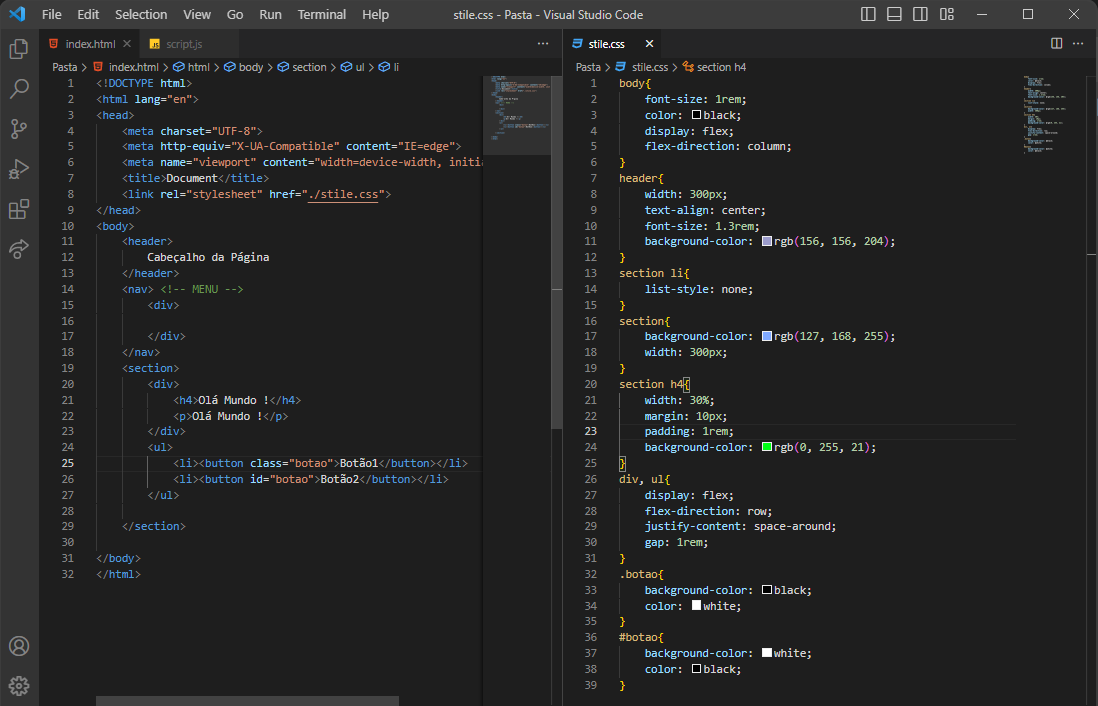 File Edit Selection View Go Run Terminal Help
stile.css - Pasta - Visual Studio Code
index.html
script.js
Pasta > index.html > html > body > section > ul > li
1 <!DOCTYPE html>
2 <html lang="en">
3 <head>
4 <meta charset="UTF-8">
5 <meta http-equiv="X-UA-Compatible" content="IE=edge">
6 <meta name="viewport" content="width=device-width, initia
7 <title>Document</title>
8 <link rel="stylesheet" href="./stile.css">
9 </head>
10 <body>
11 <header>
12 Cabeçalho da Página
13 </header>
14 <nav> <!-- MENU -->
15 <div>
16
17 </div>
18 </nav>
19 <section>
20 <div>
21 <h4>Olá Mundo !</h4>
22 <p>Olá Mundo !</p>
23 </div>
24 <ul>
25 <li><button class="botao">Botão1</button></li>
26 <li><button id="botao">Botão2</button></li>
27 </ul>
28
29 </section>
30
31 </body>
32 </html>
stile.css
Pasta > stile.css > section h4
1 body{
2 font-size: 1rem;
3 color: black;
4 display: flex;
5 flex-direction: column;
6 }
7 header{
8 width: 300px;
9 text-align: center;
10 font-size: 1.3rem;
11 background-color: rgb(156, 156, 204);
12 }
13 section li{
14 list-style: none;
15 }
16 section{
17 background-color: rgb(127, 168, 255);
18 width: 300px;
19 }
20 section h4{
21 width: 30%;
22 margin: 10px;
23 padding: 1rem;
24 background-color: rgb(0, 255, 21);
25 }
26 div, ul{
27 display: flex;
28 flex-direction: row;
29 justify-content: space-around;
30 gap: 1rem;
31 }
32 .botao{
33 background-color: black;
34 color: white;
35 }
36 #botao{
37 background-color: white;
38 color: black;
39 }